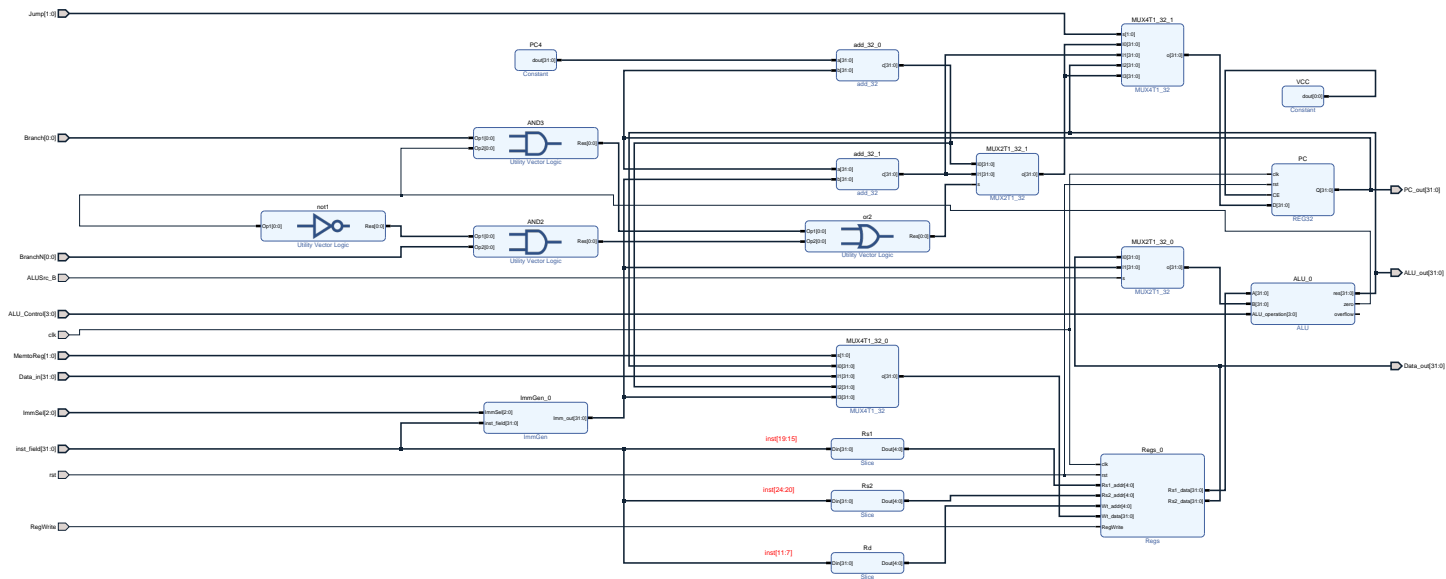 Jump[1:0]
Branch[0:0]
BranchN[0:0]
ALUSrc_B
ALU_Control[3:0]
clk
MemtoReg[1:0]
Data_in[31:0]
ImmSel[2:0]
inst_field[31:0]
rst
RegWrite
not1
Op1[0:0]
Res[0:0]
Utility Vector Logic
PC4
dout[31:0]
Constant
AND3
Op1[0:0]
Op2[0:0]
Res[0:0]
Utility Vector Logic
AND2
Op1[0:0]
Op2[0:0]
Res[0:0]
Utility Vector Logic
ImmGen_0
ImmSel[2:0]
inst_field[31:0]
Imm_out[31:0]
ImmGen
add_32_0
a[31:0]
b[31:0]
c[31:0]
add_32
add_32_1
a[31:0]
b[31:0]
c[31:0]
add_32
or2
Op1[0:0]
Op2[0:0]
Res[0:0]
Utility Vector Logic
MUX4T1_32_0
s[1:0]
I0[31:0]
I1[31:0]
I2[31:0]
I3[31:0]
o[31:0]
MUX4T1_32
inst[19:15]
Rs1
Din[31:0]
Dout[4:0]
Slice
inst[24:20]
Rs2
Din[31:0]
Dout[4:0]
Slice
inst[11:7]
Rd
Din[31:0]
Dout[4:0]
Slice
MUX2T1_32_1
I0[31:0]
I1[31:0]
s
o[31:0]
MUX2T1_32
MUX4T1_32_1
s[1:0]
I0[31:0]
I1[31:0]
I2[31:0]
I3[31:0]
o[31:0]
MUX4T1_32
MUX2T1_32_0
I0[31:0]
I1[31:0]
s
o[31:0]
MUX2T1_32
Regs_0
clk
rst
Rs1_addr[4:0]
Rs2_addr[4:0]
Wt_addr[4:0]
Wt_data[31:0]
RegWrite
Rs1_data[31:0]
Rs2_data[31:0]
Regs
VCC
dout[0:0]
Constant
PC
clk
rst
CE
D[31:0]
Q[31:0]
REG32
ALU_0
A[31:0]
B[31:0]
ALU_operation[3:0]
res[31:0]
zero
overflow
ALU
PC_out[31:0]
ALU_out[31:0]
Data_out[31:0]